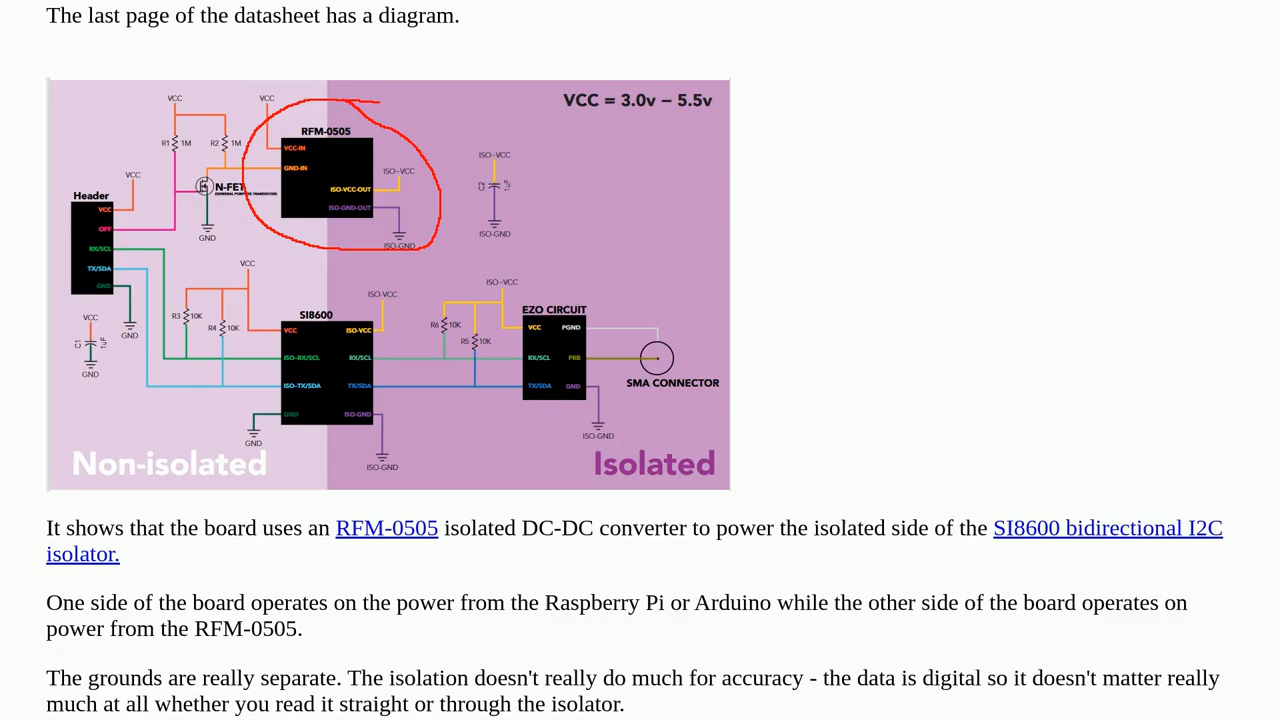 The last page of the datasheet has a diagram.
VCC = 3.0v – 5.5v
VCC
VCC
RFM-0505
R1
1M
R2
1M
VCC-IN
GND-IN
ISO-VCC-OUT
ISO-GND-OUT
ISO-VCC
ISO-GND
ISO-VCC
C2
1uF
ISO-GND
VCC
N-FET
(GENERAL PURPOSE TRANSISTOR)
GND
Header
VCC
OFF
RX/SCL
TX/SDA
GND
GND
VCC
C1
1uF
GND
VCC
R3
10K
R4
10K
SI8600
VCC
ISO-RX/SCL
ISO-TX/SDA
GND
ISO-VCC
RX/SCL
TX/SDA
ISO-GND
GND
ISO-VCC
ISO-GND
ISO-VCC
R6
10K
R5
10K
EZO CIRCUIT
VCC
PGND
RX/SCL
PRB
TX/SDA
GND
SMA CONNECTOR
ISO-GND
Non-isolated
Isolated
It shows that the board uses an RFM-0505 isolated DC-DC converter to power the isolated side of the SI8600 bidirectional I2C
isolator.
One side of the board operates on the power from the Raspberry Pi or Arduino while the other side of the board operates on
power from the RFM-0505.
The grounds are really separate. The isolation doesn't really do much for accuracy - the data is digital so it doesn't matter really
much at all whether you read it straight or through the isolator.